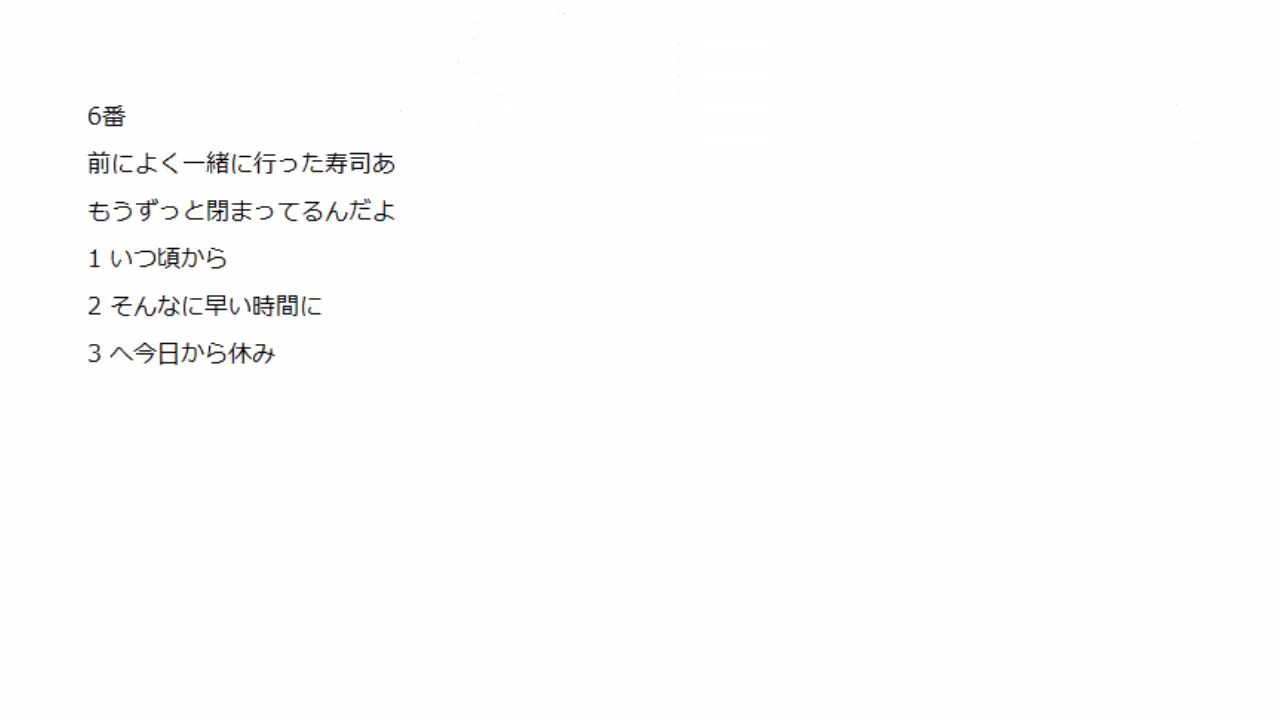 6番
前によく一緒に行った寿司あ
もうずっと閉まってるんだよ
1 いつ頃から
2 そんなに早い時間に
3 へ今日から休み